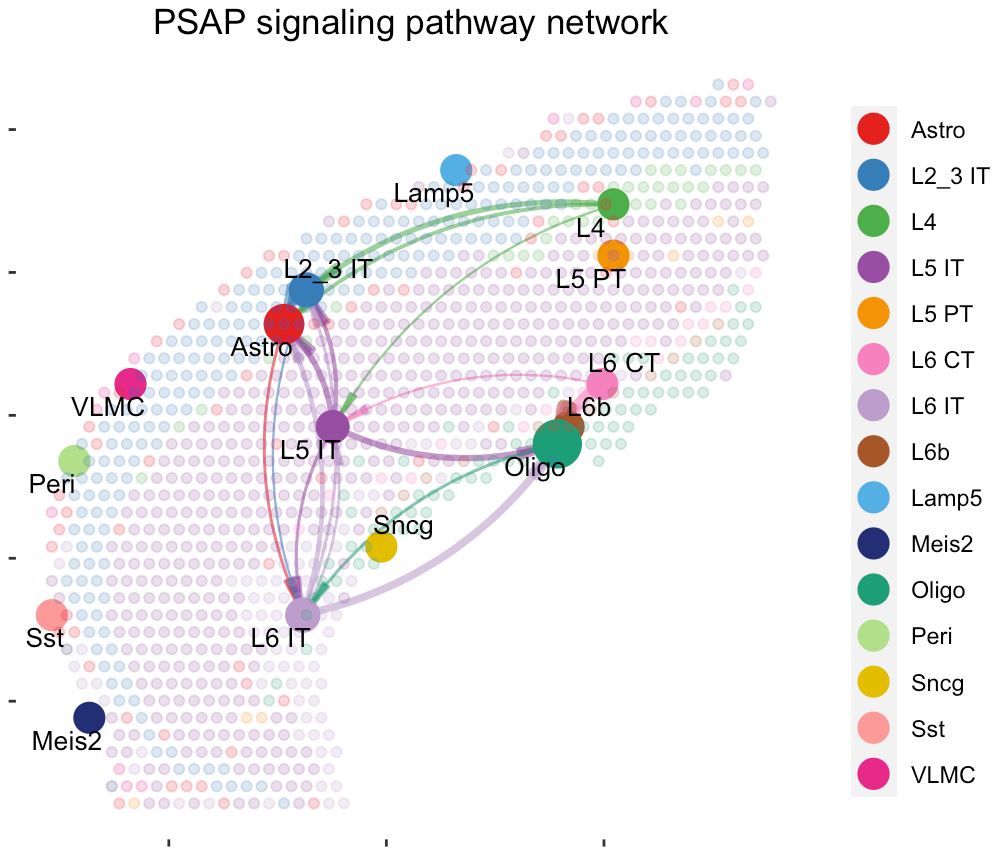 PSAP signaling pathway network
Lamp5
L4
L2_3 IT
L5 PT
Astro
L6 CT
VLMC
L6b
L5 IT
Oligo
Peri
Sncg
Sst
L6 IT
Meis2
Astro
L2_3 IT
L4
L5 IT
L5 PT
L6 CT
L6 IT
L6b
Lamp5
Meis2
Oligo
Peri
Sncg
Sst
VLMC